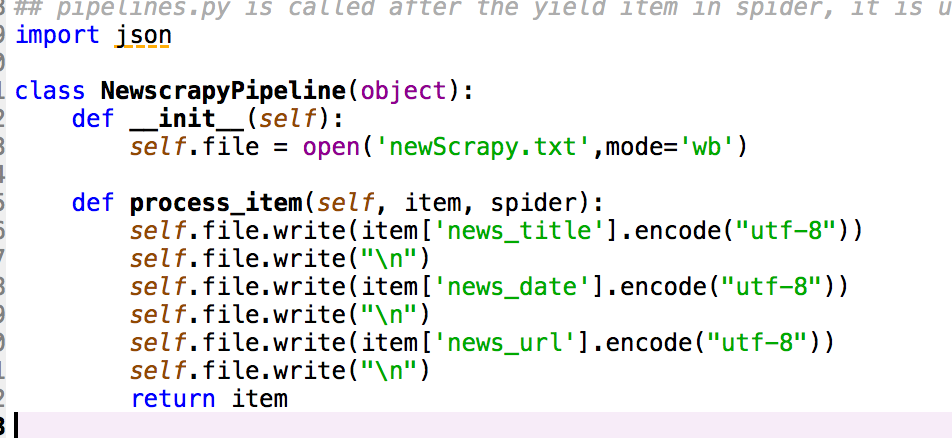 ## pipelines.py is called after the yield item in spider, it is u
import json
class NewscrapyPipeline(object):
    def __init__(self):
        self.file = open('newScrapy.txt',mode='wb')
    def process_item(self, item, spider):
        self.file.write(item['news_title'].encode("utf-8"))
        self.file.write("\n")
        self.file.write(item['news_date'].encode("utf-8"))
        self.file.write("\n")
        self.file.write(item['news_url'].encode("utf-8"))
        self.file.write("\n")
        return item